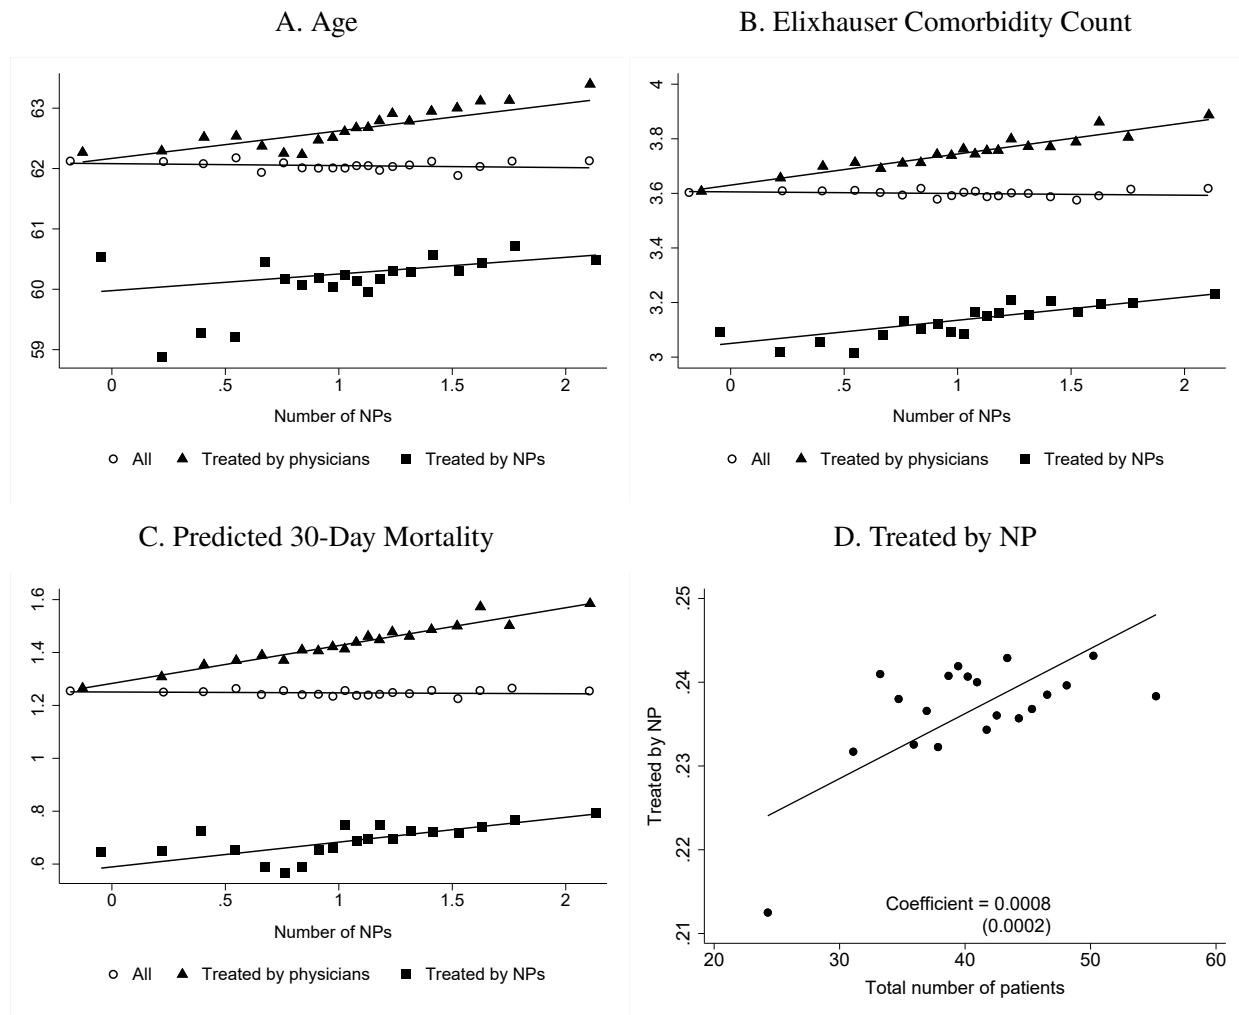 A. Age
63
62
61
60
59
0 .5 1 1.5 2
Number of NPs
All Treated by physicians Treated by NPs
B. Elixhauser Comorbidity Count
4
3.8
3.6
3.4
3.2
3
0 .5 1 1.5 2
Number of NPs
All Treated by physicians Treated by NPs
C. Predicted 30-Day Mortality
1.6
1.4
1.2
1
.8
.6
0 .5 1 1.5 2
Number of NPs
All Treated by physicians Treated by NPs
D. Treated by NP
Treated by NP
.25
.24
.23
.22
.21
Coefficient = 0.0008
(0.0002)
20 30 40 50 60
Total number of patients